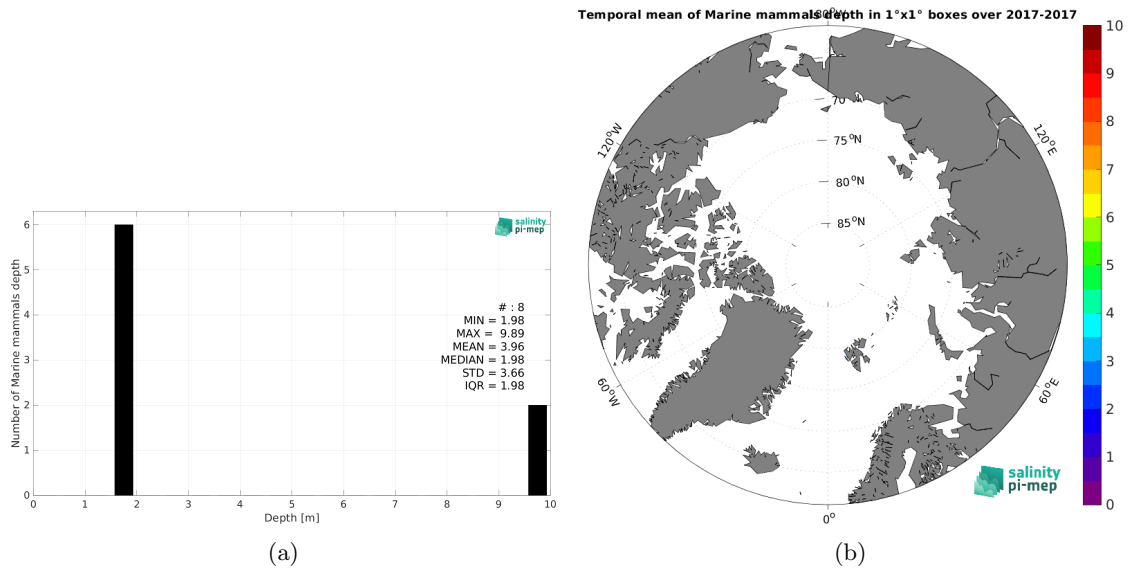 6
5
4
3
2
1
0
Number of Marine mammals depth
0 1 2 3 4 5 6 7 8 9 10
Depth [m]
salinity
pi-mep
# : 8
MIN = 1.98
MAX = 9.89
MEAN = 3.96
MEDIAN = 1.98
STD = 3.66
IQR = 1.98
(a)
Temporal mean of Marine mammals depth in 1°x1° boxes over 2017-2017
180°W
120°W
120°E
60°W
60°E
0°
70°N
75°N
80°N
85°N
10
9
8
7
6
5
4
3
2
1
0
salinity
pi-mep
(b)